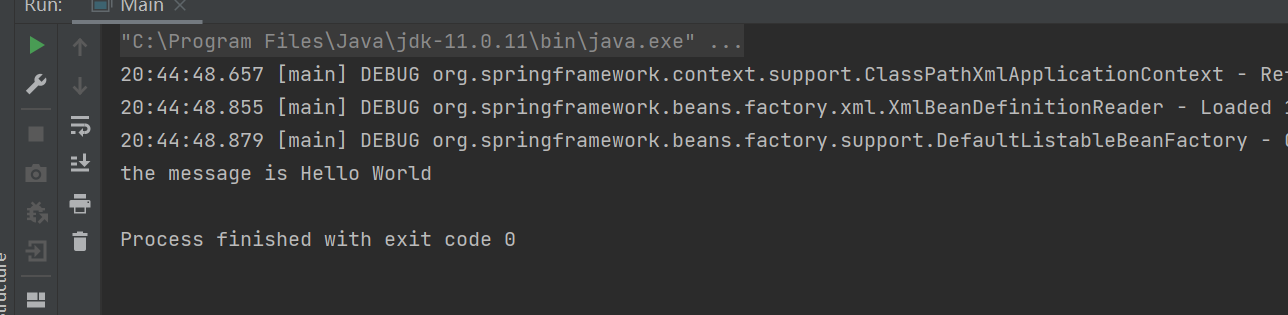 Run:
Main
"C:\Program Files\Java\jdk-11.0.11\bin\java.exe" ...
20:44:48.657 [main] DEBUG org.springframework.context.support.ClassPathXmlApplicationContext - Re
20:44:48.855 [main] DEBUG org.springframework.beans.factory.xml.XmlBeanDefinitionReader - Loaded 1
20:44:48.879 [main] DEBUG org.springframework.beans.factory.support.DefaultListableBeanFactory -
the message is Hello World
Process finished with exit code 0
ructure